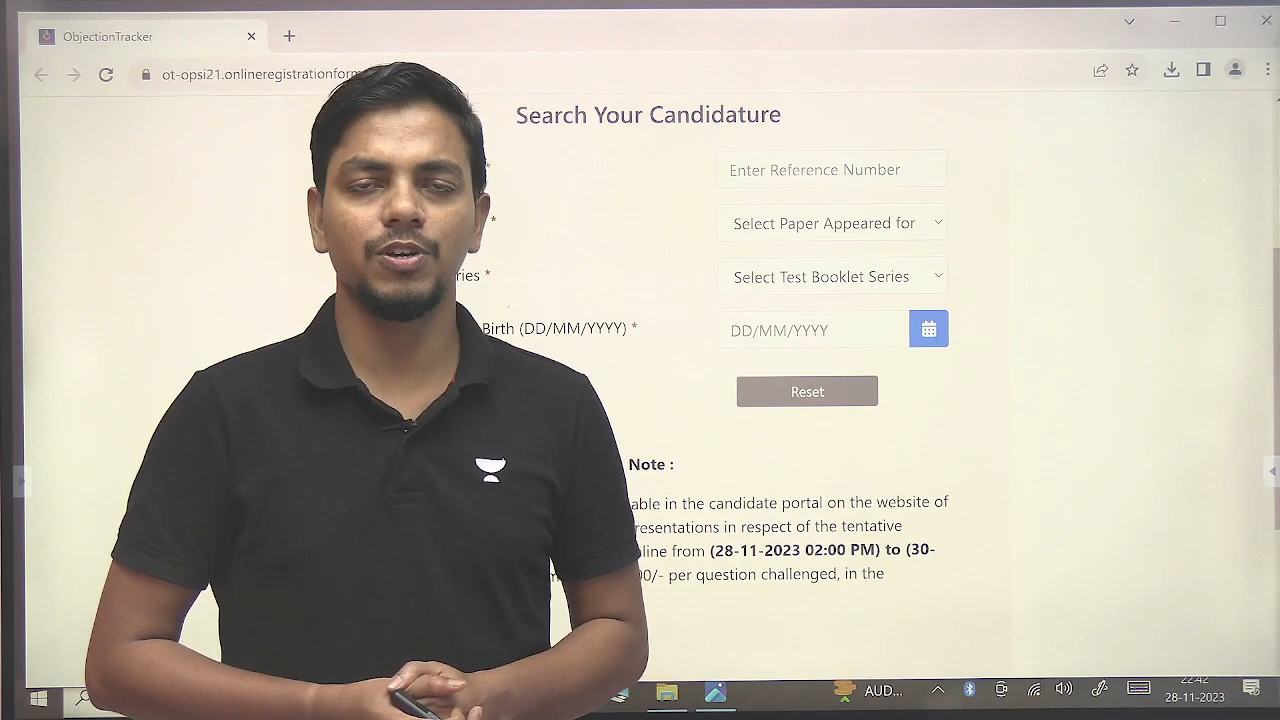 ObjectionTracker
ot-opsi21.onlineregistrationform
Search Your Candidature
*
Enter Reference Number
*
Select Paper Appeared for
ries *
Select Test Booklet Series
Birth (DD/MM/YYYY) *
DD/MM/YYYY
Reset
Note :
able in the candidate portal on the website of
resentations in respect of the tentative
line from (28-11-2023 02:00 PM) to (30-
00/- per question challenged, in the
AUD...
22:42
28-11-2023